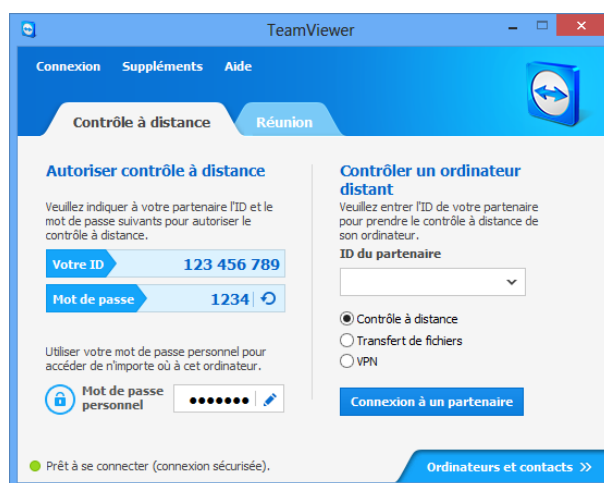 TeamViewer
Connexion Suppléments Aide
Contrôle à distance
Réunion
Autoriser contrôle à distance
Veuillez indiquer à votre partenaire l'ID et le
mot de passe suivants pour autoriser le
contrôle à distance.
Votre ID 123 456 789
Mot de passe 1234
Utiliser votre mot de passe personnel pour
accéder de n'importe où à cet ordinateur.
Mot de passe
personnel
Contrôler un ordinateur
distant
Veuillez entrer l'ID de votre partenaire
pour prendre le contrôle à distance de
son ordinateur.
ID du partenaire
Contrôle à distance
Transfert de fichiers
VPN
Connexion à un partenaire
Prêt à se connecter (connexion sécurisée).
Ordinateurs et contacts >>